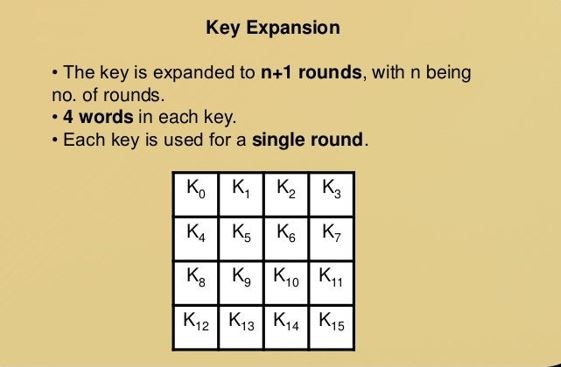 Key Expansion
• The key is expanded to n+1 rounds, with n being
no. of rounds.
• 4 words in each key.
• Each key is used for a single round.
K₀ K₁ K₂ K₃
K₄ K₅ K₆ K₇
K₈ K₉ K₁₀ K₁₁
K₁₂ K₁₃ K₁₄ K₁₅